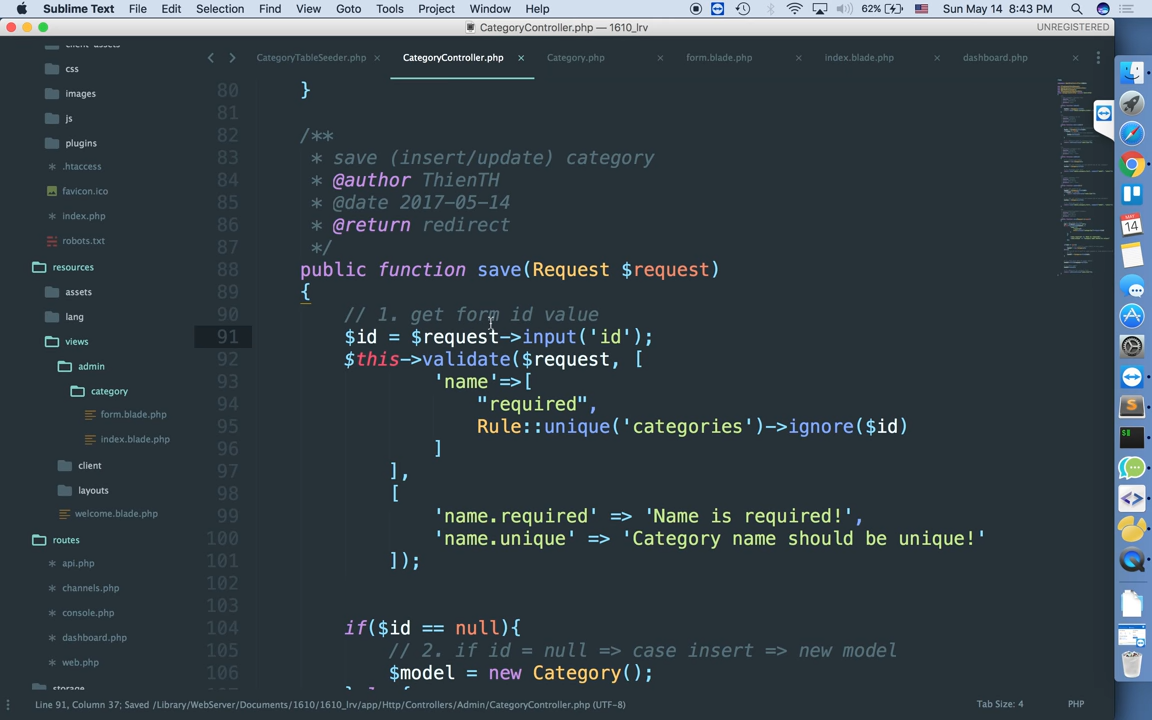 Sublime Text File Edit Selection Find View Goto Tools Project Window Help 62% Sun May 14 8:43 PM
CategoryController.php — 1610_lrv UNREGISTERED
CategoryTableSeeder.php × CategoryController.php × Category.php × form.blade.php × index.blade.php × dashboard.php ×
css
images
js
plugins
.htaccess
favicon.ico
index.php
robots.txt
resources
assets
lang
views
admin
category
form.blade.php
index.blade.php
client
layouts
welcome.blade.php
routes
api.php
channels.php
console.php
dashboard.php
web.php
storage
80 }
81
82 /**
83 * save (insert/update) category
84 * @author ThienTH
85 * @date 2017-05-14
86 * @return redirect
87 */
88 public function save(Request $request)
89 {
90 // 1. get form id value
91 $id = $request->input('id');
92 $this->validate($request, [
93 'name'=>[
94 "required",
95 Rule::unique('categories')->ignore($id)
96 ]
97 ],
98 [
99 'name.required' => 'Name is required!',
100 'name.unique' => 'Category name should be unique!'
101 ]);
102
103
104 if($id == null){
105 // 2. if id = null => case insert => new model
106 $model = new Category();
Line 91, Column 37; Saved /Library/WebServer/Documents/1610/1610_lrv/app/Http/Controllers/Admin/CategoryController.php (UTF-8) Tab Size: 4 PHP